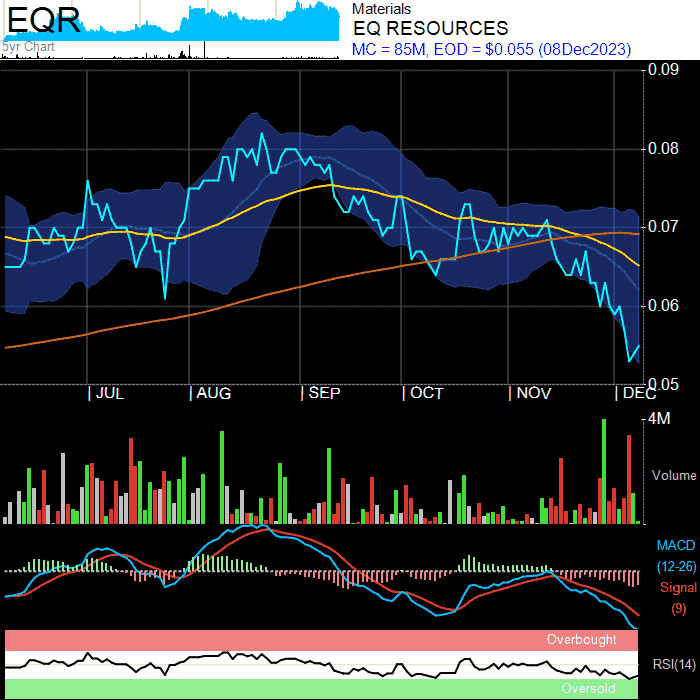 EQR
5yr Chart
Materials
EQ RESOURCES
MC = 85M, EOD = $0.055 (08Dec2023)
0.09
0.08
0.07
0.06
0.05
| JUL | AUG | SEP | OCT | NOV | DEC
4M
Volume
MACD
(12-26)
Signal
(9)
Overbought
RSI(14)
Oversold